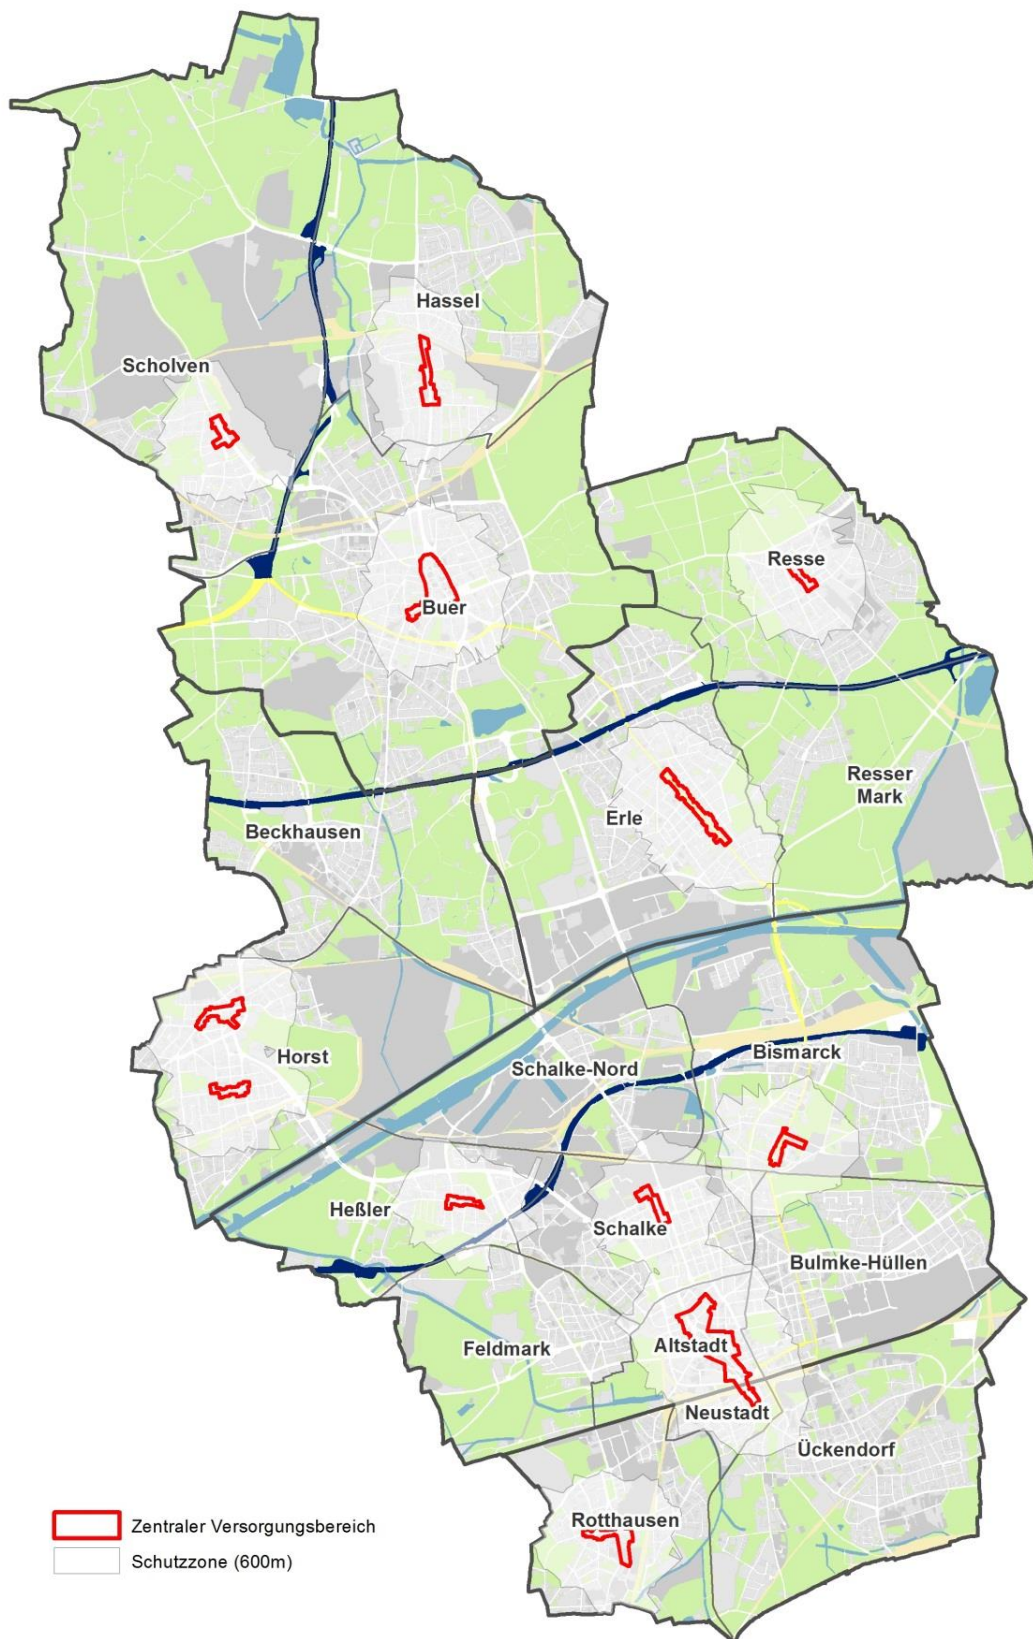 Hassel
Scholven
Resse
Buer
Resser
Mark
Erle
Beckhausen
Horst
Bismarck
Schalke-Nord
Heßler
Schalke
Bulmke-Hüllen
Altstadt
Feldmark
Neustadt
Ückendorf
Rotthausen
Zentraler Versorgungsbereich
Schutzzone (600m)